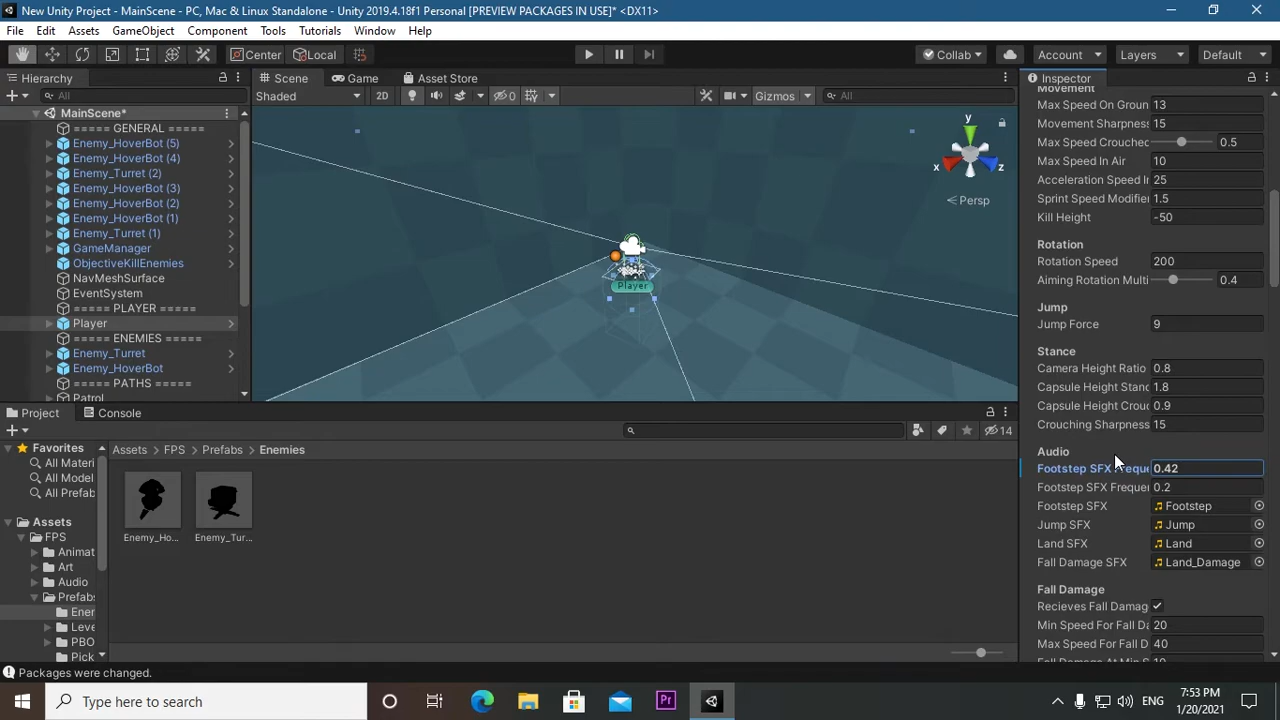 New Unity Project - MainScene - PC, Mac & Linux Standalone - Unity 2019.4.18f1 Personal [PREVIEW PACKAGES IN USE]* <DX11>
File Edit Assets GameObject Component Tools Tutorials Window Help
Center Local Collab Account Layers Default
Hierarchy Scene Game Asset Store Inspector
All Shaded 2D 0 Gizmos All
MainScene*
===== GENERAL =====
Enemy_HoverBot (5)
Enemy_HoverBot (4)
Enemy_Turret (2)
Enemy_HoverBot (3)
Enemy_HoverBot (2)
Enemy_HoverBot (1)
Enemy_Turret (1)
GameManager
ObjectiveKillEnemies
NavMeshSurface
EventSystem
===== PLAYER =====
Player
===== ENEMIES =====
Enemy_Turret
Enemy_HoverBot
===== PATHS =====
Patrol
y
x
z
Persp
Player
Movement
Max Speed On Groun 13
Movement Sharpness 15
Max Speed Crouched 0.5
Max Speed In Air 10
Acceleration Speed In 25
Sprint Speed Modifier 1.5
Kill Height -50
Rotation
Rotation Speed 200
Aiming Rotation Multi 0.4
Jump
Jump Force 9
Stance
Camera Height Ratio 0.8
Capsule Height Stanc 1.8
Capsule Height Crouc 0.9
Crouching Sharpness 15
Audio
Footstep SFX Freque 0.42
Footstep SFX Frequen 0.2
Footstep SFX Footstep
Jump SFX Jump
Land SFX Land
Fall Damage SFX Land_Damage
Fall Damage
Recieves Fall Damag
Min Speed For Fall Da 20
Max Speed For Fall D 40
Fall Damage At Min S 10
Project Console
14
Favorites
All Materi
All Model
All Prefab
Assets
FPS
Animat
Art
Audio
Prefabs
Ener
Leve
PBO
Pick
Assets FPS Prefabs Enemies
Enemy_Ho... Enemy_Tur...
Packages were changed.
Type here to search
Pr
ENG
7:53 PM
1/20/2021